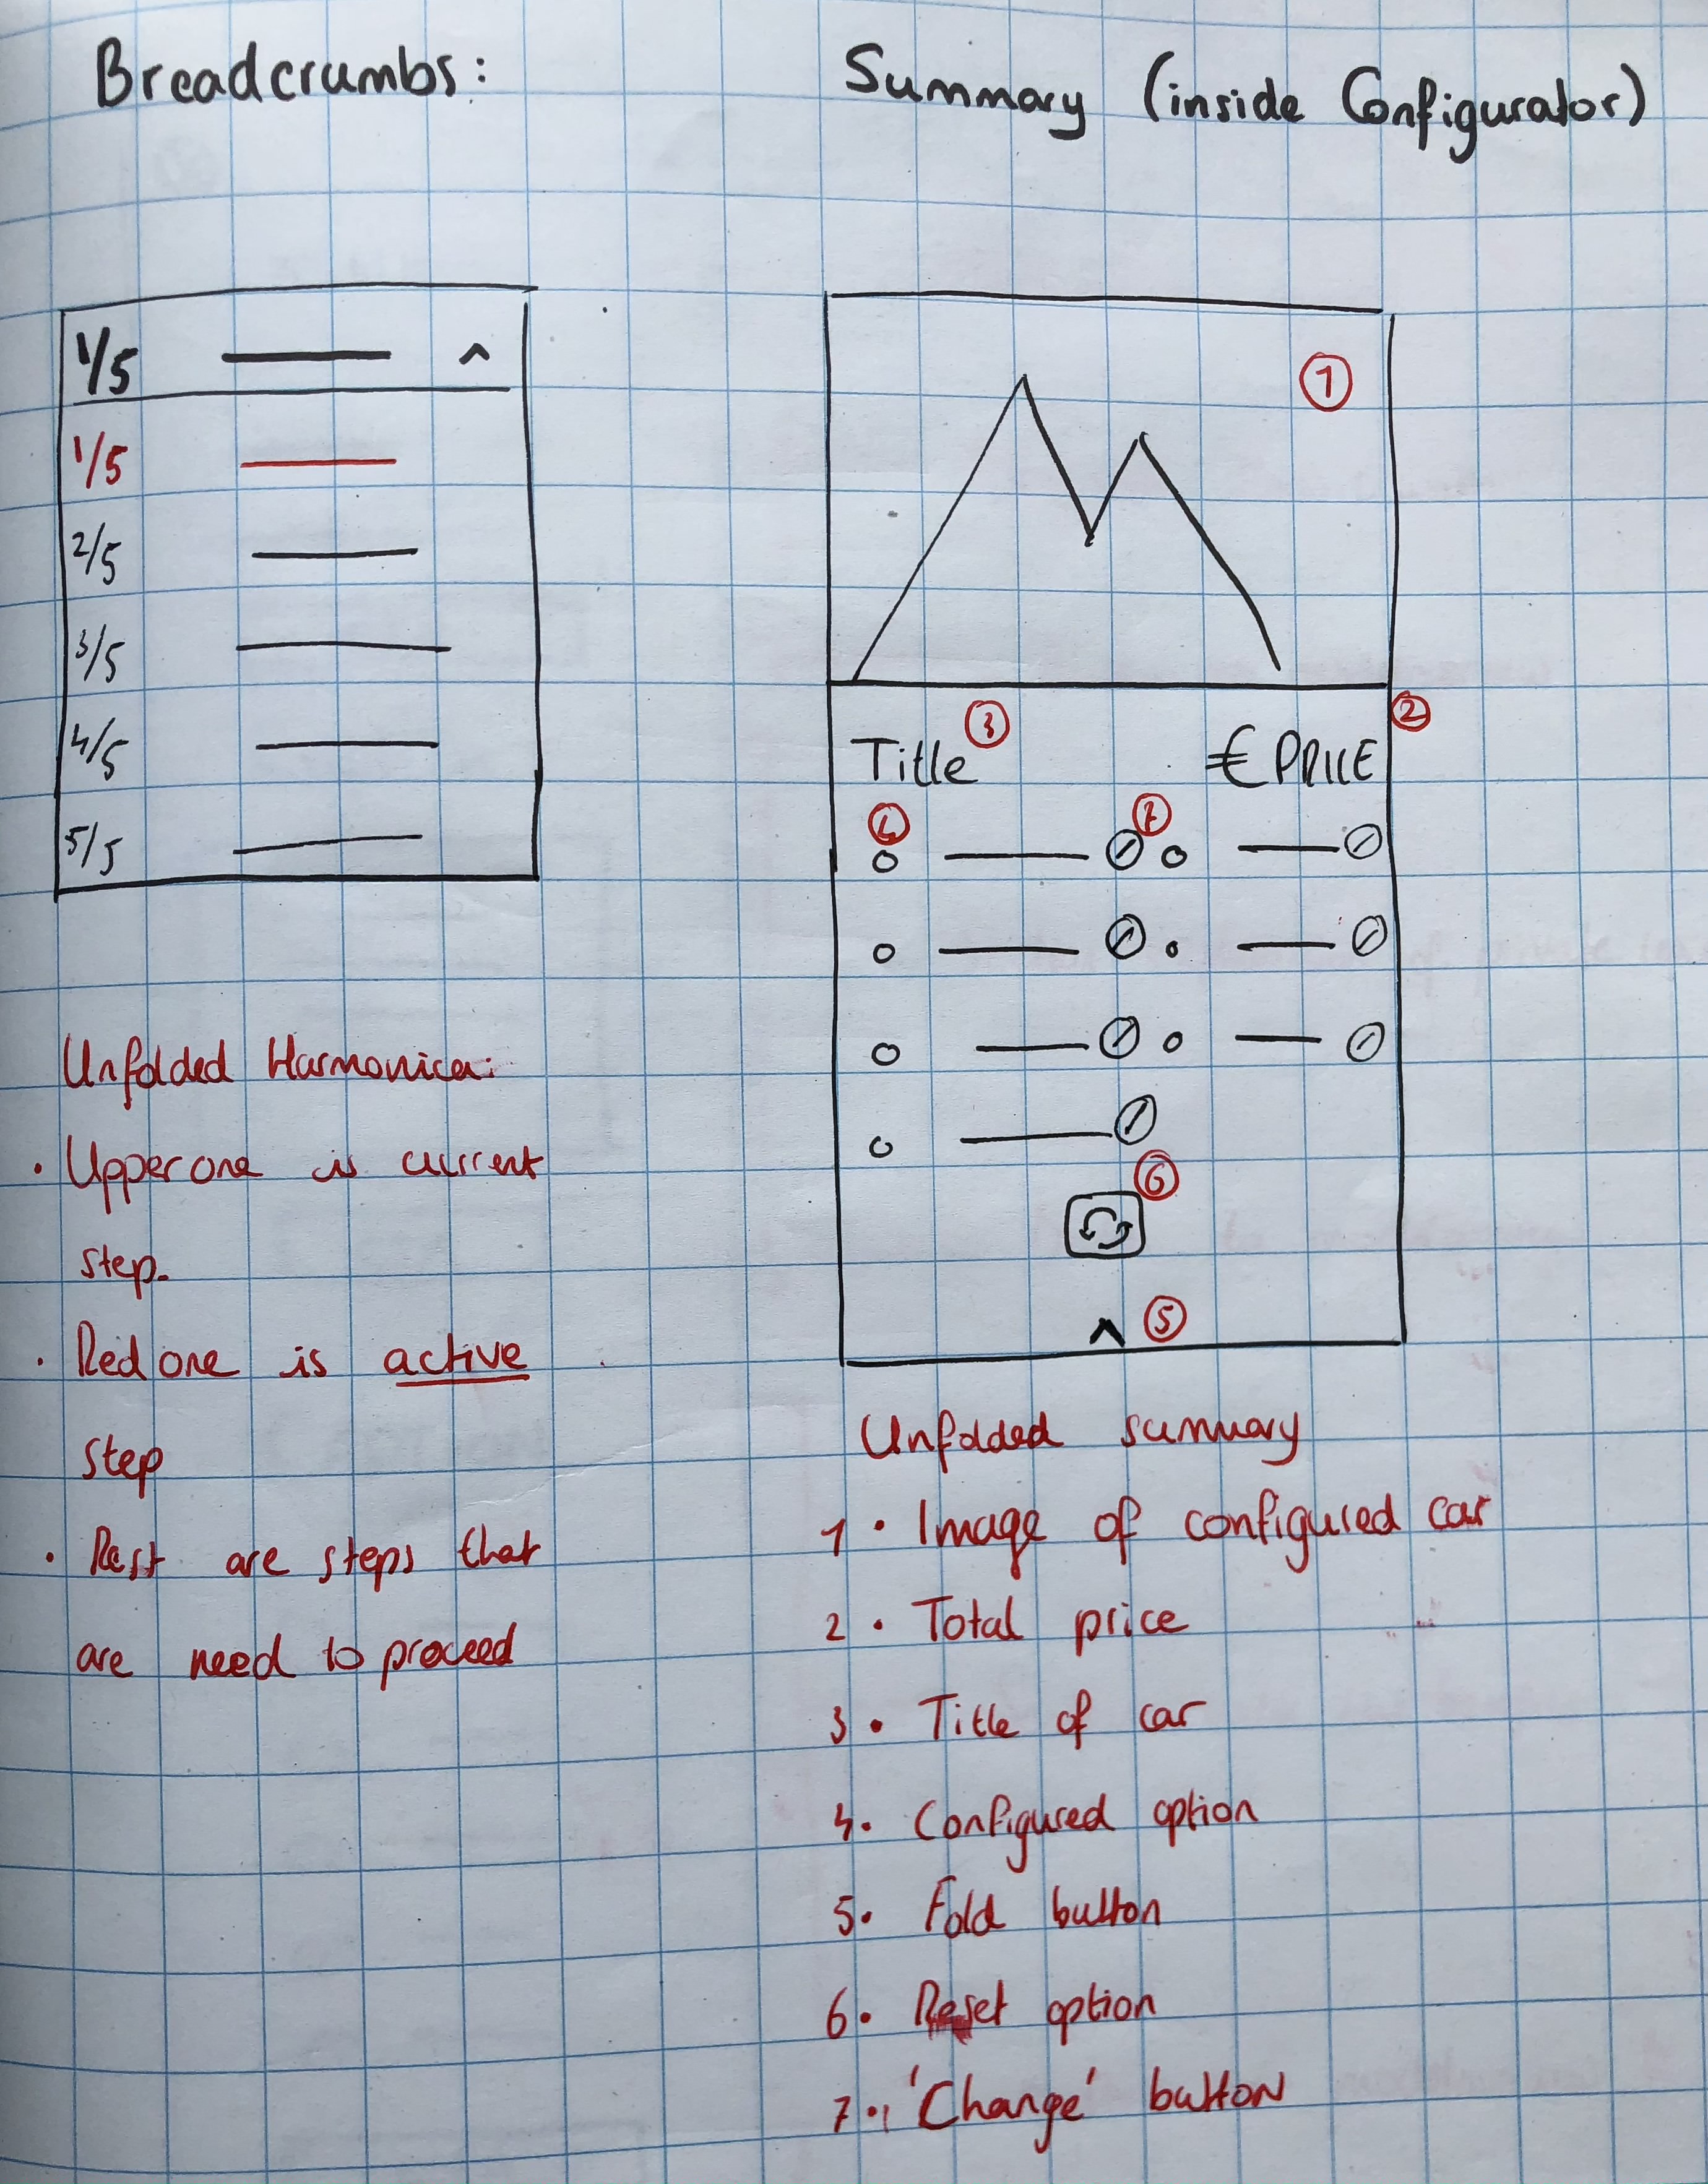 Breadcrumbs:
1/5
1/5
2/5
3/5
4/5
5/5
Unfolded Harmonica:
• Upper one is current
step.
• Red one is active
step
• Rest are steps that
are need to proceed
Summary (inside Configurator)
1
2
3
Title € PRICE
4 7
6
5
Unfolded summary
1 • Image of configured car
2 • Total price
3 • Title of car
4 • Configured option
5 • Fold button
6 • Reset option
7 • 'Change' button